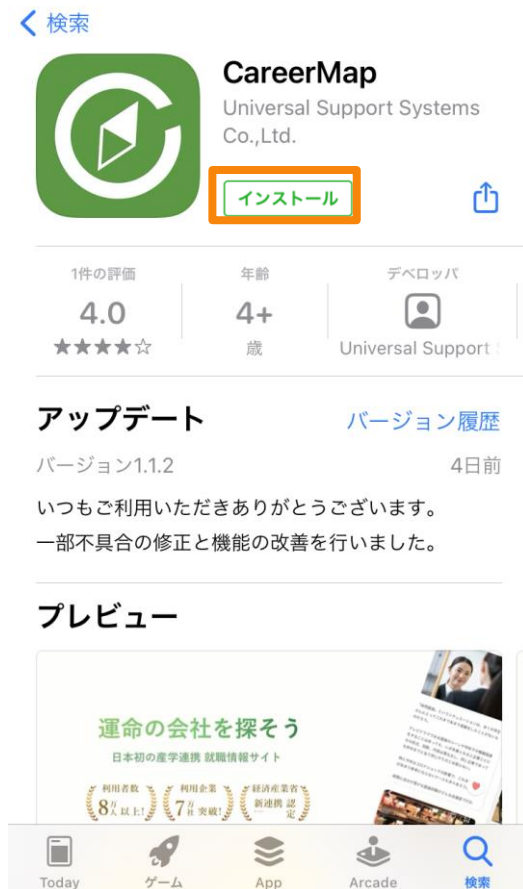 検索
CareerMap
Universal Support Systems
Co.,Ltd.
インストール
1件の評価
年齢
デベロッパ
4.0
4+
★★★★☆
歳
Universal Support
アップデート
バージョン履歴
バージョン1.1.2
4日前
いつもご利用いただきありがとうございます。
一部不具合の修正と機能の改善を行いました。
プレビュー
運命の会社を探そう
日本初の産学連携 就職情報サイト
利用者数
8万人以上!
利用企業
7万社突破!
経済産業省
新連携 認定
Today
ゲーム
App
Arcade
検索